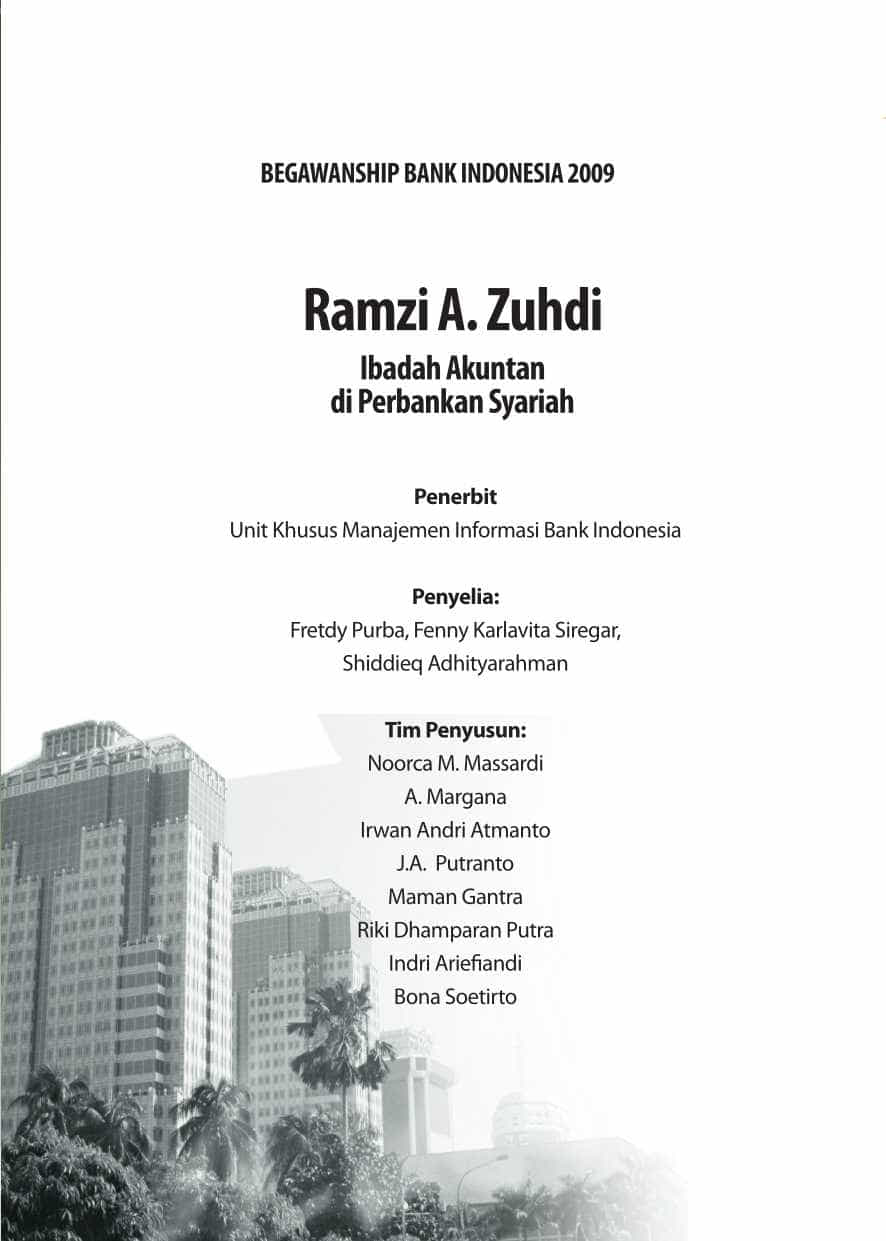 BEGAWANSHIP BANK INDONESIA 2009
Ramzi A. Zuhdi
Ibadah Akuntan
di Perbankan Syariah
Penerbit
Unit Khusus Manajemen Informasi Bank Indonesia
Penyelia:
Fretdy Purba, Fenny Karlavita Siregar,
Shiddieq Adhityarahman
Tim Penyusun:
Noorca M. Massardi
A. Margana
Irwan Andri Atmanto
J.A. Putranto
Maman Gantra
Riki Dhamparan Putra
Indri Ariefiandi
Bona Soetirto